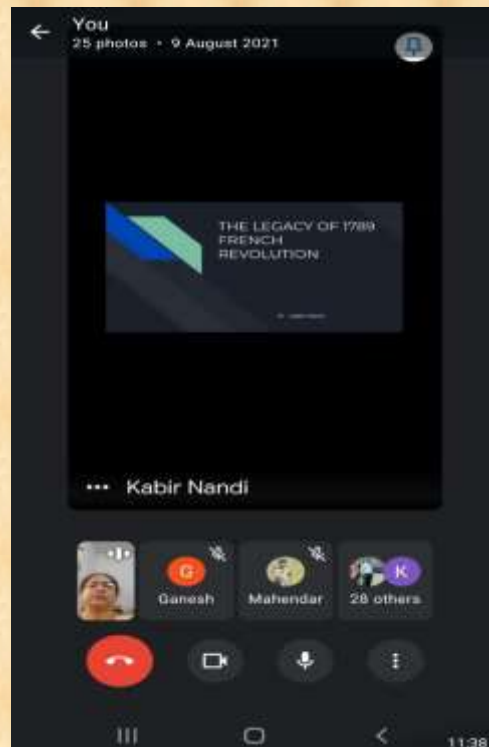 You
25 photos • 9 August 2021
THE LEGACY OF 1789
FRENCH
REVOLUTION
••• Kabir Nandi
G
Ganesh
Mahendar
K
28 others
11:38